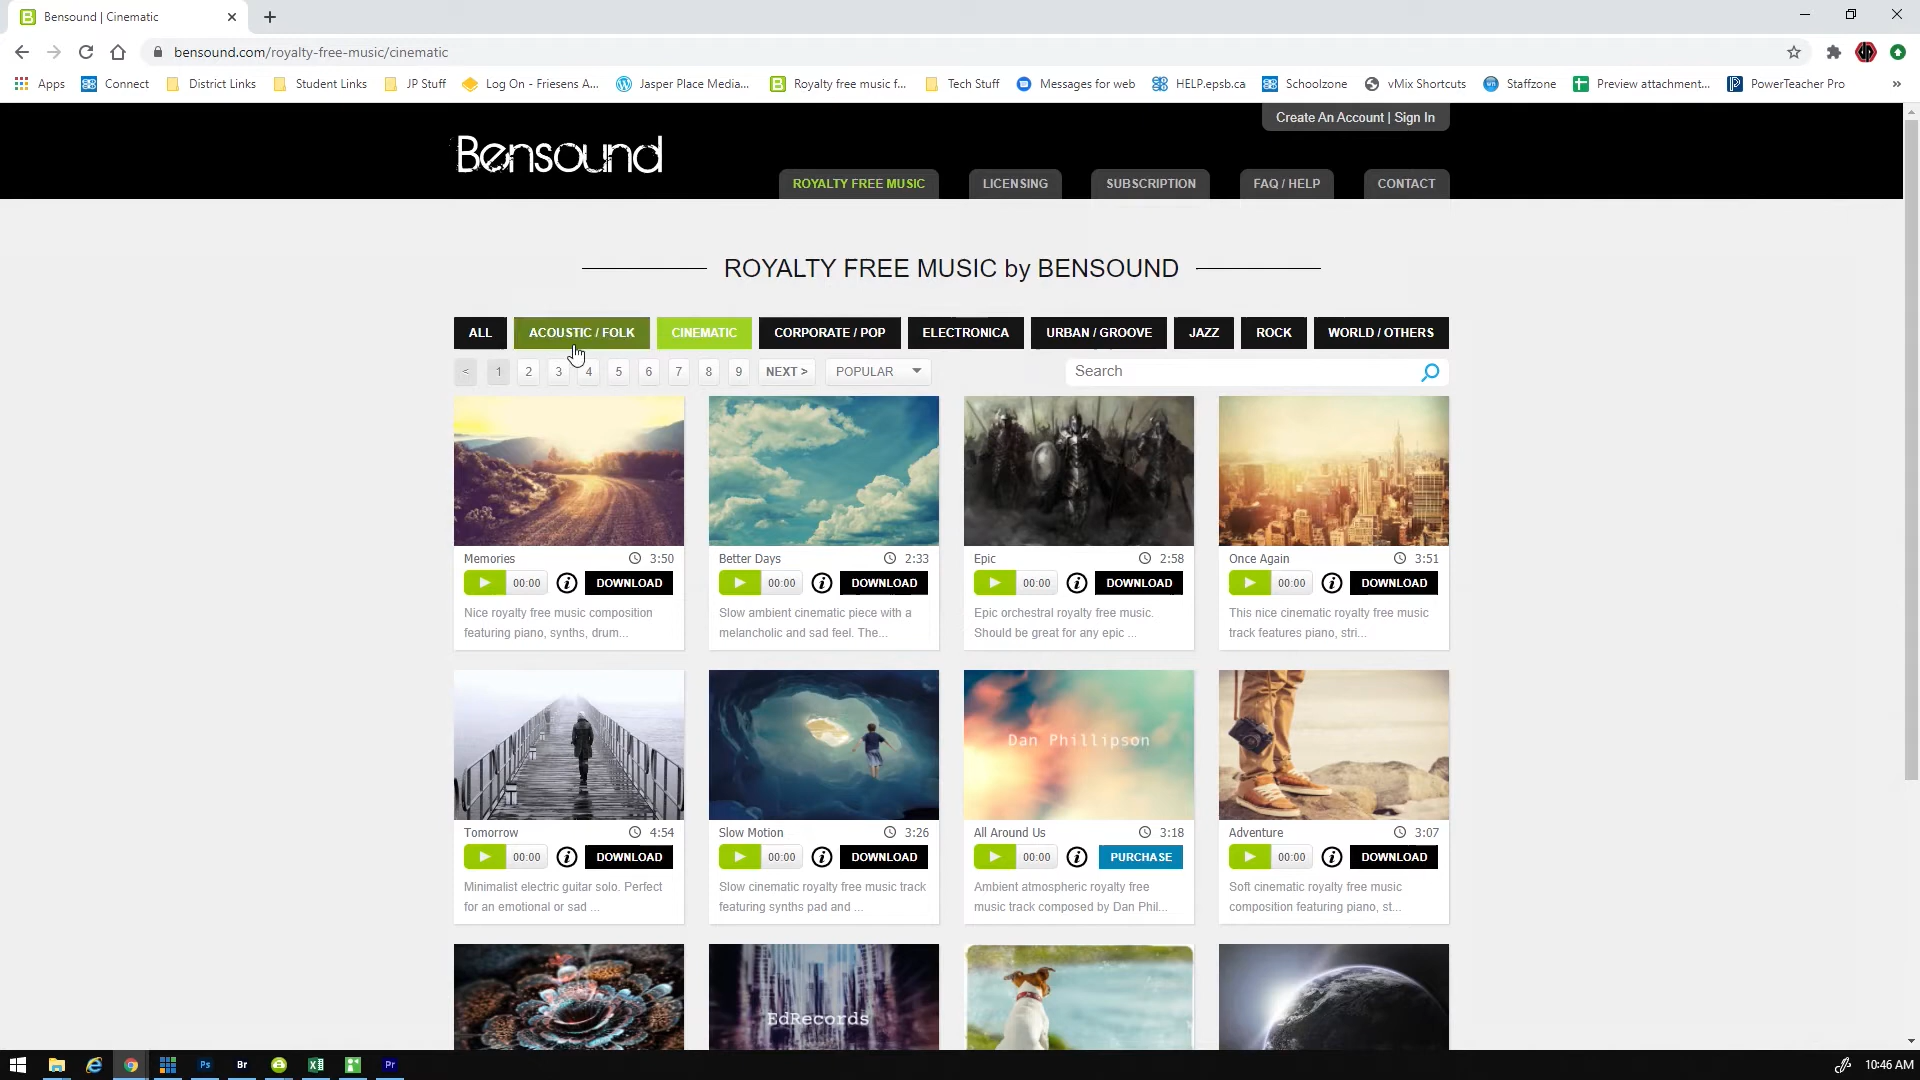 Bensound | Cinematic
bensound.com/royalty-free-music/cinematic
Apps Connect District Links Student Links JP Stuff Log On - Friesens A... Jasper Place Media... Royalty free music f... Tech Stuff Messages for web HELP.epsb.ca Schoolzone vMix Shortcuts Staffzone Preview attachment... PowerTeacher Pro »
Create An Account | Sign In
Bensound
ROYALTY FREE MUSIC LICENSING SUBSCRIPTION FAQ / HELP CONTACT
ROYALTY FREE MUSIC by BENSOUND
ALL ACOUSTIC / FOLK CINEMATIC CORPORATE / POP ELECTRONICA URBAN / GROOVE JAZZ ROCK WORLD / OTHERS
< 1 2 3 4 5 6 7 8 9 NEXT > POPULAR Search
Memories 3:50 Better Days 2:33 Epic 2:58 Once Again 3:51
00:00 i DOWNLOAD 00:00 i DOWNLOAD 00:00 i DOWNLOAD 00:00 i DOWNLOAD
Nice royalty free music composition Slow ambient cinematic piece with a Epic orchestral royalty free music. This nice cinematic royalty free music
featuring piano, synths, drum... melancholic and sad feel. The... Should be great for any epic ... track features piano, stri...
Dan Phillipson
Tomorrow 4:54 Slow Motion 3:26 All Around Us 3:18 Adventure 3:07
00:00 i DOWNLOAD 00:00 i DOWNLOAD 00:00 i PURCHASE 00:00 i DOWNLOAD
Minimalist electric guitar solo. Perfect Slow cinematic royalty free music track Ambient atmospheric royalty free Soft cinematic royalty free music
for an emotional or sad ... featuring synths pad and ... music track composed by Dan Phil... composition featuring piano, st...
EdRecords
Ps Br Pr 10:46 AM